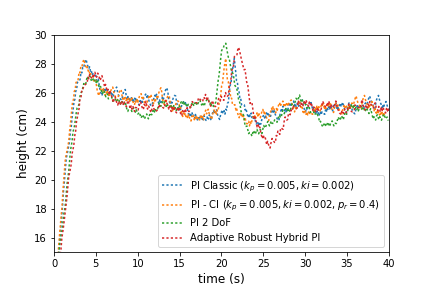 30
28
26
24
22
20
18
16
height (cm)
PI Classic (kp = 0.005, ki = 0.002)
PI - CI (kp = 0.005, ki = 0.002, pr = 0.4)
PI 2 DoF
Adaptive Robust Hybrid PI
0 5 10 15 20 25 30 35 40
time (s)